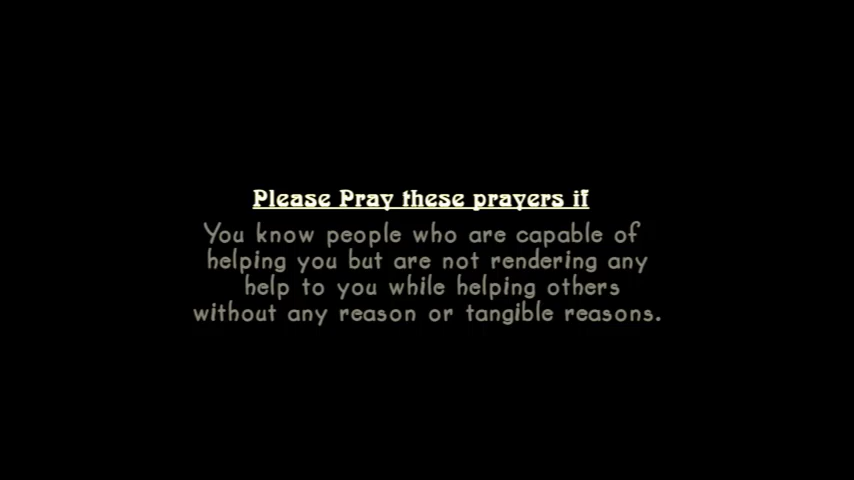 Please Pray these prayers if
You know people who are capable of
helping you but are not rendering any
help to you while helping others
without any reason or tangible reasons.